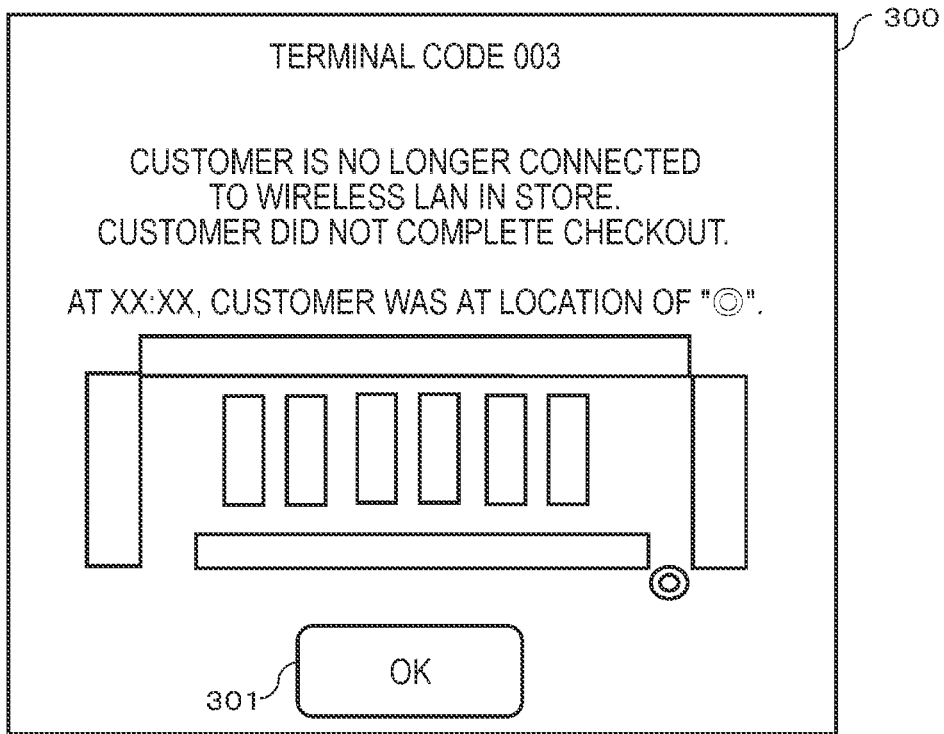 300
TERMINAL CODE 003
CUSTOMER IS NO LONGER CONNECTED
TO WIRELESS LAN IN STORE.
CUSTOMER DID NOT COMPLETE CHECKOUT.
AT XX:XX, CUSTOMER WAS AT LOCATION OF "◎".
OK
301